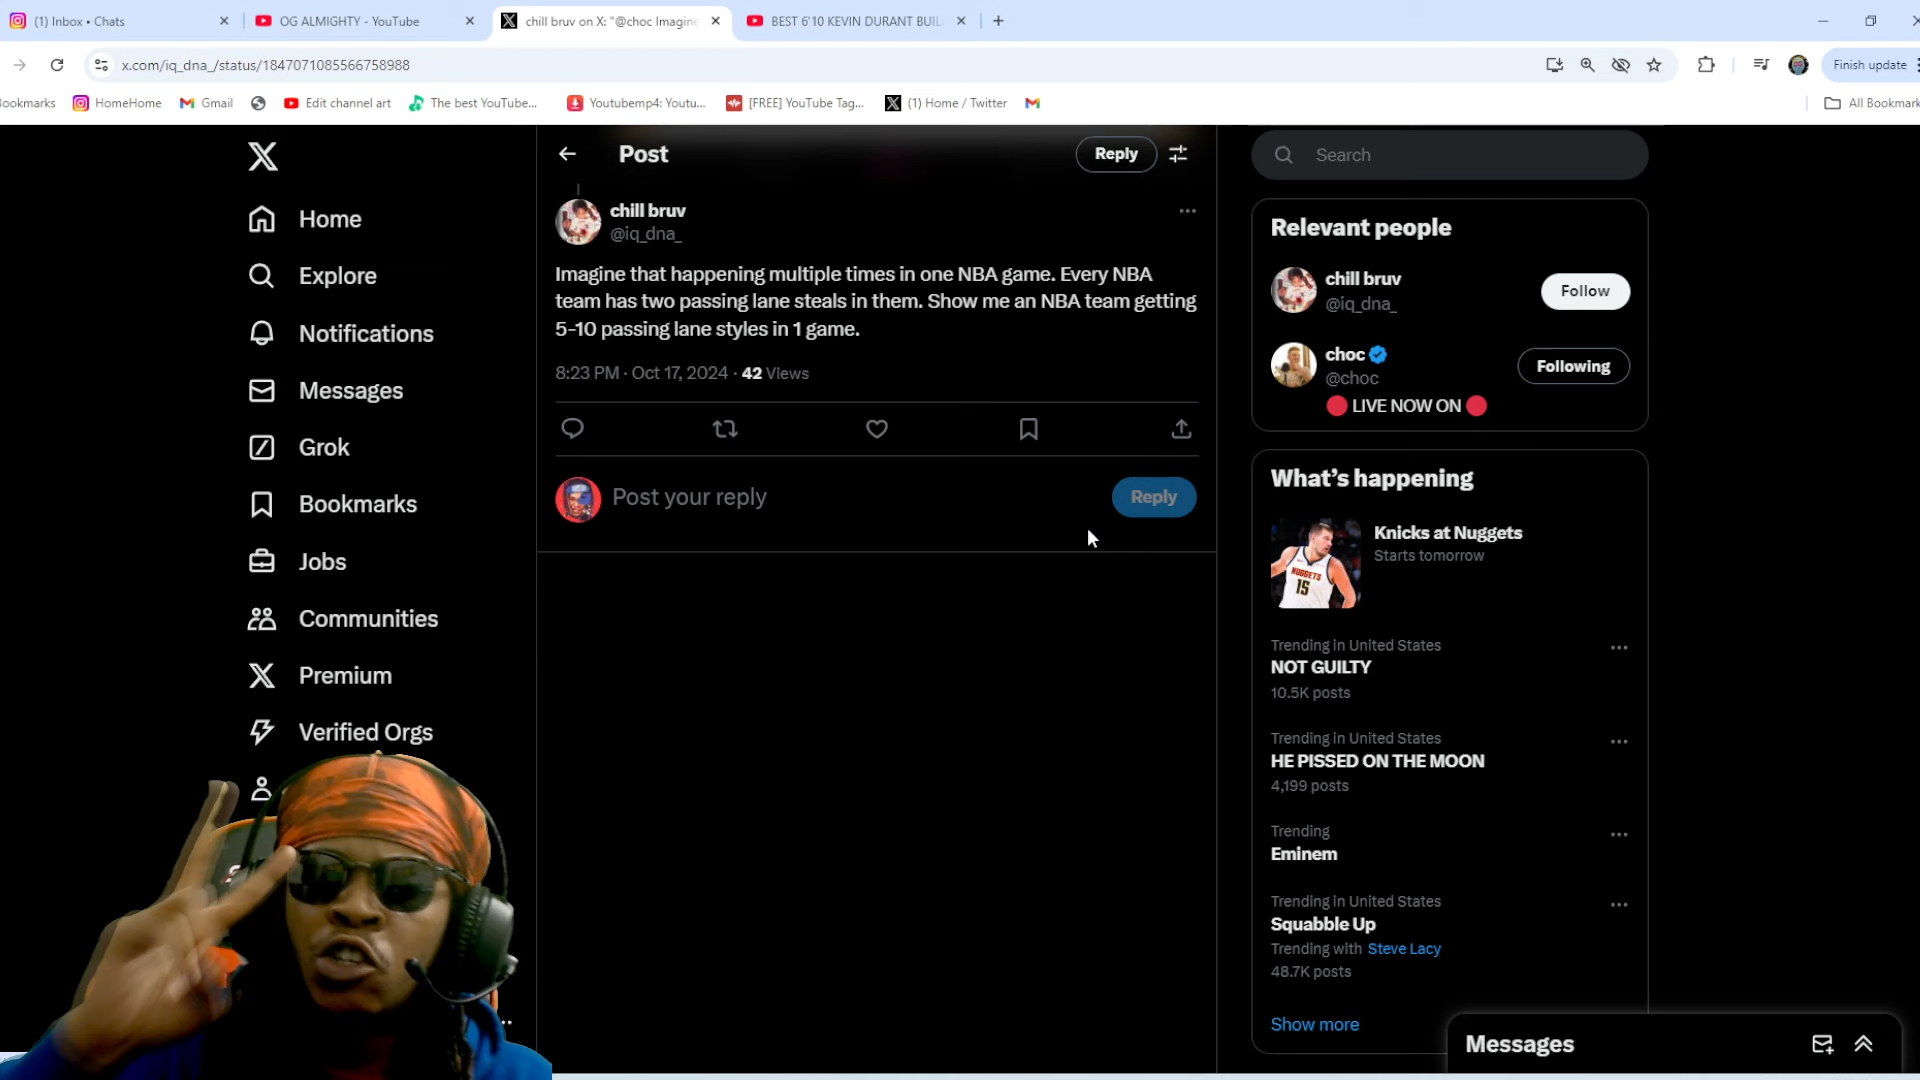 (1) Inbox • Chats
OG ALMIGHTY - YouTube
chill bruv on X: "@choc Imagine
BEST 6'10 KEVIN DURANT BUIL
x.com/iq_dna_/status/1847071085566758988
Finish update
Bookmarks
HomeHome
Gmail
Edit channel art
The best YouTube...
Youtubemp4: Youtu...
[FREE] YouTube Tag...
(1) Home / Twitter
All Bookmark
Home
Explore
Notifications
Messages
Grok
Bookmarks
Jobs
Communities
Premium
Verified Orgs
Post
Reply
chill bruv
@iq_dna_
Imagine that happening multiple times in one NBA game. Every NBA
team has two passing lane steals in them. Show me an NBA team getting
5-10 passing lane styles in 1 game.
8:23 PM · Oct 17, 2024 · 42 Views
Post your reply
Reply
Search
Relevant people
chill bruv
@iq_dna_
Follow
choc
@choc
Following
LIVE NOW ON
What's happening
Knicks at Nuggets
Starts tomorrow
NUGGETS
15
Trending in United States
NOT GUILTY
10.5K posts
Trending in United States
HE PISSED ON THE MOON
4,199 posts
Trending
Eminem
Trending in United States
Squabble Up
Trending with Steve Lacy
48.7K posts
Show more
Messages